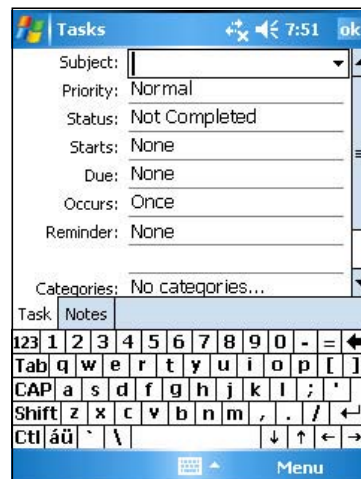 Tasks 7:51 ok
Subject:
Priority: Normal
Status: Not Completed
Starts: None
Due: None
Occurs: Once
Reminder: None
Categories: No categories...
Task Notes
123 1 2 3 4 5 6 7 8 9 0 - =
Tab q w e r t y u i o p [ ]
CAP a s d f g h j k l ; '
Shift z x c v b n m , . /
Ctl áü ` \ ↓ ↑ ← →
Menu